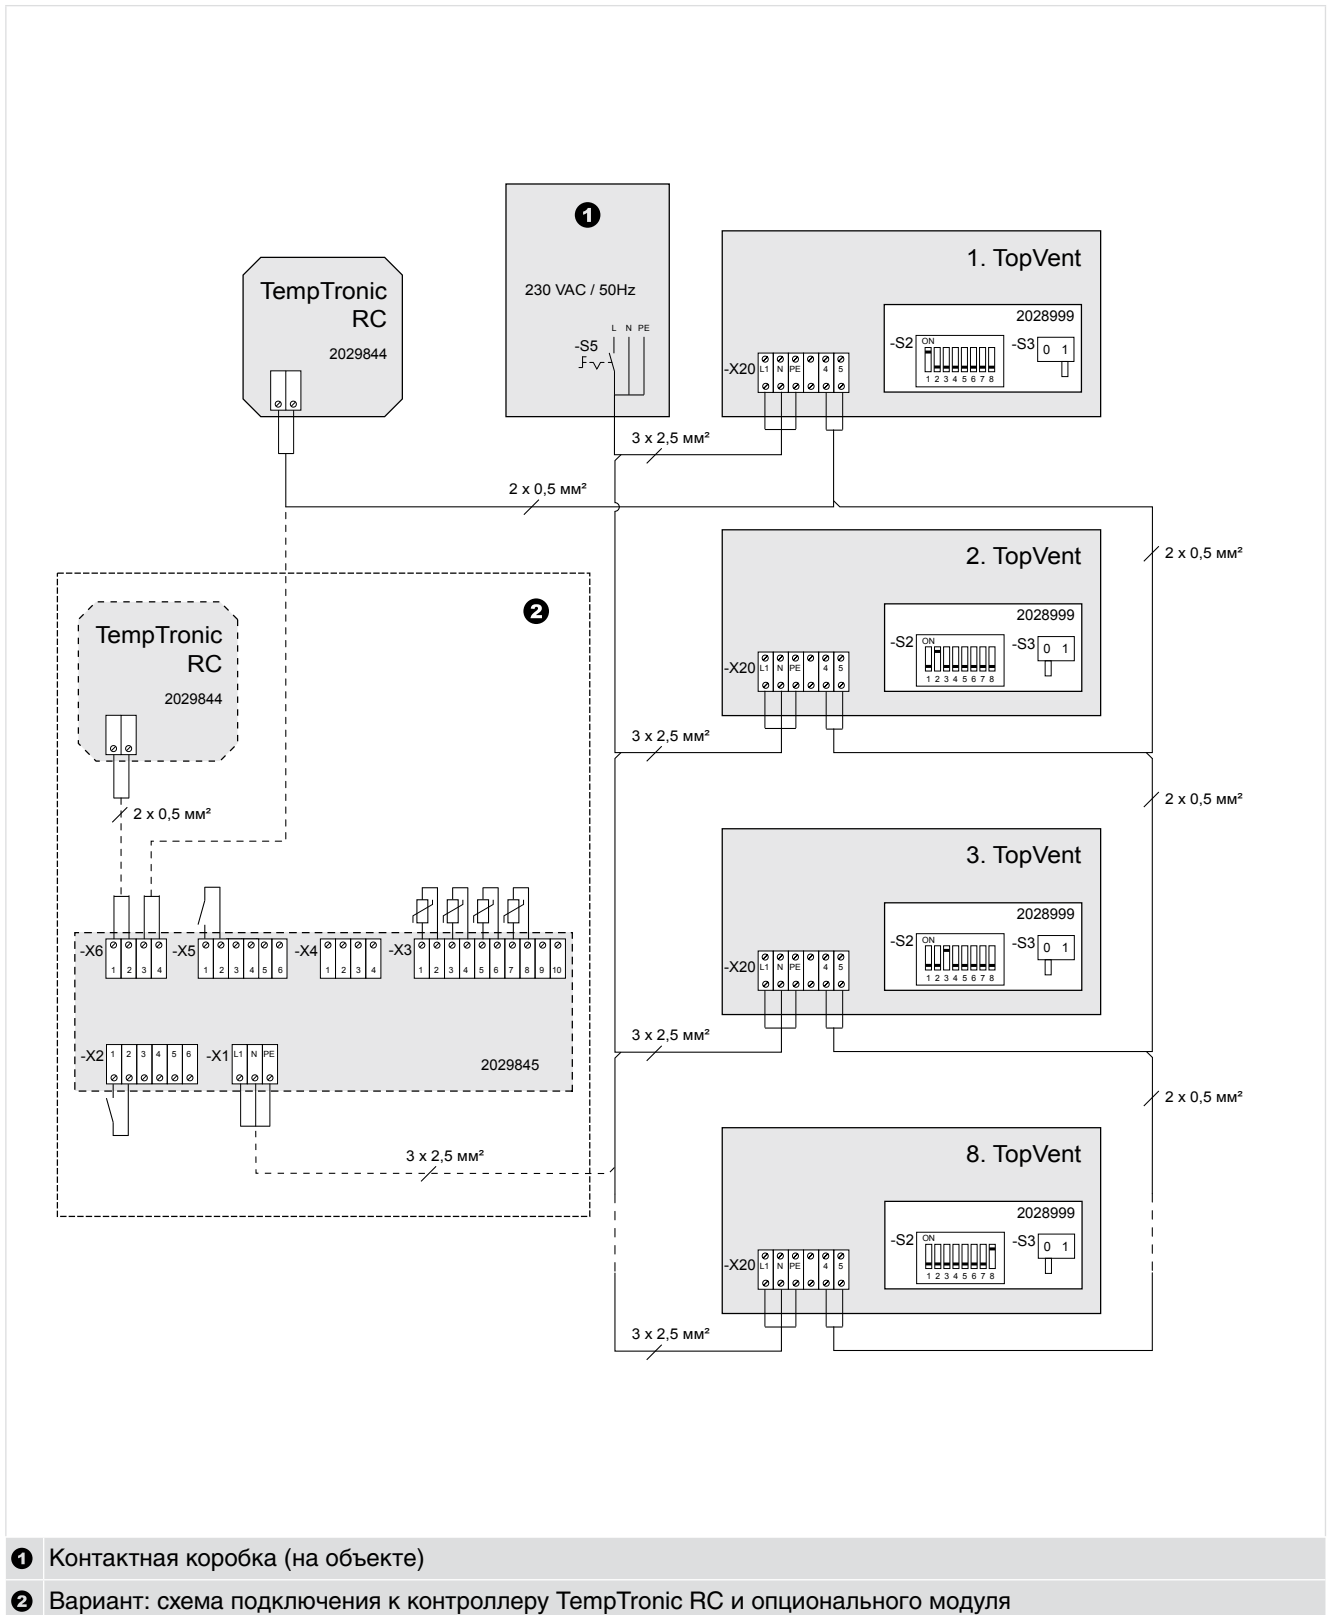 1
230 VAC / 50Hz
L N PE
-S5
TempTronic
RC
2029844
1. TopVent
2028999
-S2
ON
1 2 3 4 5 6 7 8
-S3
0 1
-X20
L1 N PE 4 5
3 x 2,5 мм²
2 x 0,5 мм²
2. TopVent
2028999
-S2
ON
1 2 3 4 5 6 7 8
-S3
0 1
-X20
L1 N PE 4 5
2 x 0,5 мм²
3 x 2,5 мм²
2
TempTronic
RC
2029844
2 x 0,5 мм²
2 x 0,5 мм²
3. TopVent
2028999
-S2
ON
1 2 3 4 5 6 7 8
-S3
0 1
-X20
L1 N PE 4 5
3 x 2,5 мм²
-X6
1 2 3 4
-X5
1 2 3 4 5 6
-X4
1 2 3 4
-X3
1 2 3 4 5 6 7 8 9 10
-X2
1 2 3 4 5 6
-X1
L1 N PE
2029845
3 x 2,5 мм²
2 x 0,5 мм²
8. TopVent
2028999
-S2
ON
1 2 3 4 5 6 7 8
-S3
0 1
-X20
L1 N PE 4 5
3 x 2,5 мм²
1 Контактная коробка (на объекте)
2 Вариант: схема подключения к контроллеру TempTronic RC и опционального модуля